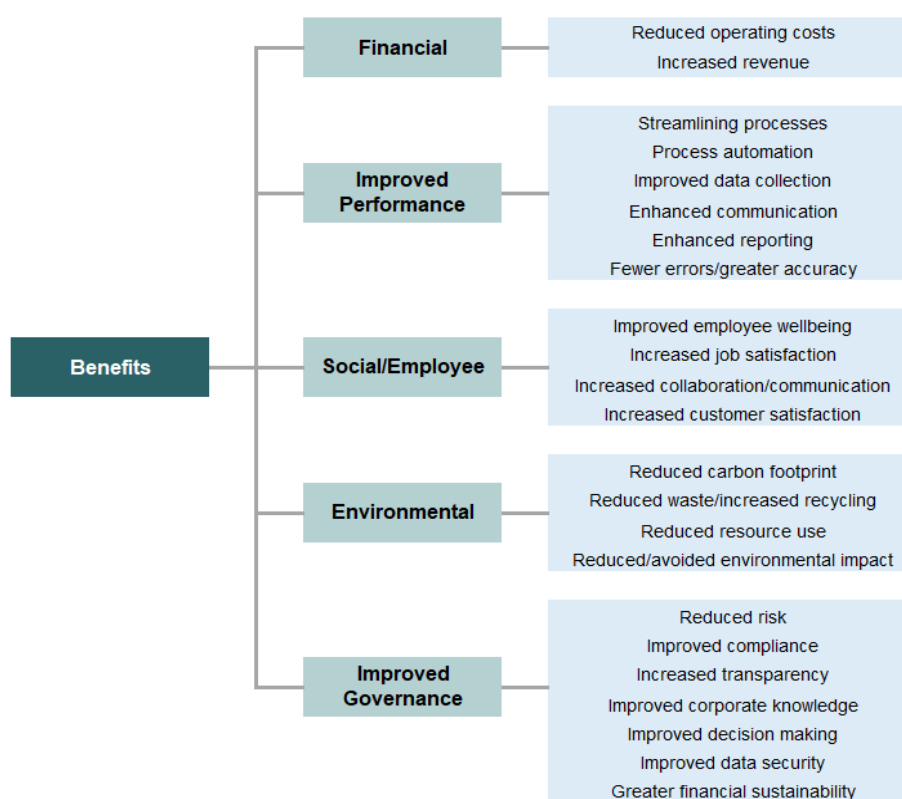 Benefits
Financial
Reduced operating costs
Increased revenue
Improved
Performance
Streamlining processes
Process automation
Improved data collection
Enhanced communication
Enhanced reporting
Fewer errors/greater accuracy
Social/Employee
Improved employee wellbeing
Increased job satisfaction
Increased collaboration/communication
Increased customer satisfaction
Environmental
Reduced carbon footprint
Reduced waste/increased recycling
Reduced resource use
Reduced/avoided environmental impact
Improved
Governance
Reduced risk
Improved compliance
Increased transparency
Improved corporate knowledge
Improved decision making
Improved data security
Greater financial sustainability